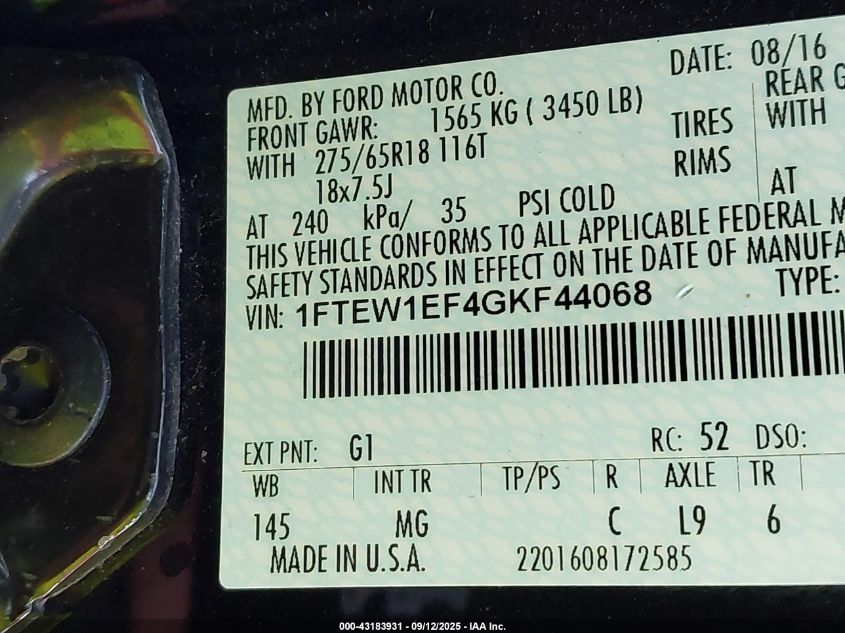 DATE: 08/16
MFD. BY FORD MOTOR CO.
FRONT GAWR: 1565 KG ( 3450 LB) REAR G
WITH 275/65R18 116T TIRES WITH
18x7.5J RIMS
AT 240 kPa/ 35 PSI COLD AT
THIS VEHICLE CONFORMS TO ALL APPLICABLE FEDERAL M
SAFETY STANDARDS IN EFFECT ON THE DATE OF MANUFA
VIN: 1FTEW1EF4GKF44068 TYPE:
EXT PNT: G1 RC: 52 DSO:
WB INT TR TP/PS R AXLE TR
145 MG C L9 6
MADE IN U.S.A. 2201608172585
000-43183931 - 09/12/2025 - IAA Inc.